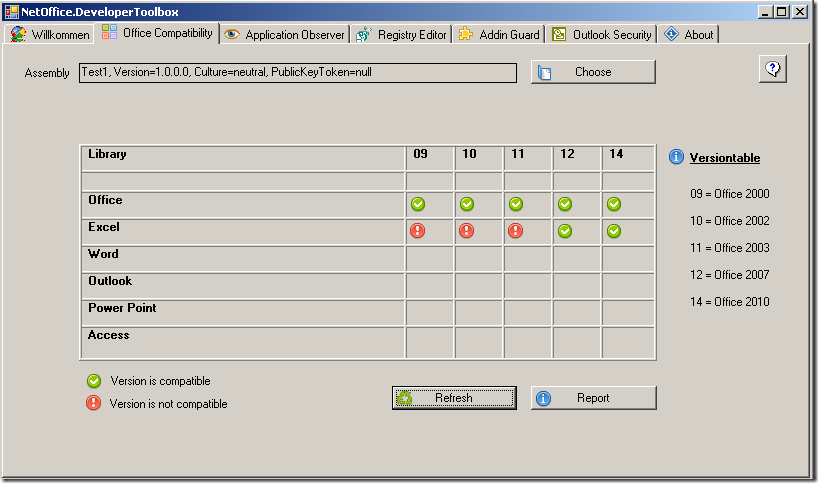 NetOffice.DeveloperToolbox
Willkommen Office Compatibility Application Observer Registry Editor Addin Guard Outlook Security About
Assembly Test1, Version=1.0.0.0, Culture=neutral, PublicKeyToken=null Choose
Library 09 10 11 12 14
Office
Excel
Word
Outlook
Power Point
Access
Versiontable
09 = Office 2000
10 = Office 2002
11 = Office 2003
12 = Office 2007
14 = Office 2010
Version is compatible
Version is not compatible
Refresh Report